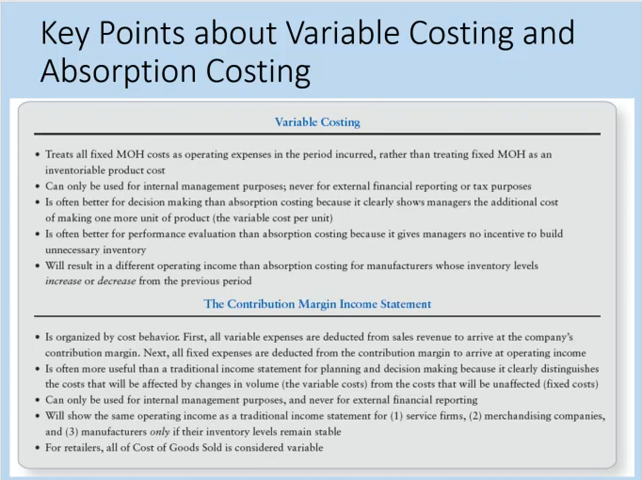 Key Points about Variable Costing and
Absorption Costing
Variable Costing
• Treats all fixed MOH costs as operating expenses in the period incurred, rather than treating fixed MOH as an
inventoriable product cost
• Can only be used for internal management purposes; never for external financial reporting or tax purposes
• Is often better for decision making than absorption costing because it clearly shows managers the additional cost
of making one more unit of product (the variable cost per unit)
• Is often better for performance evaluation than absorption costing because it gives managers no incentive to build
unnecessary inventory
• Will result in a different operating income than absorption costing for manufacturers whose inventory levels
increase or decrease from the previous period
The Contribution Margin Income Statement
• Is organized by cost behavior. First, all variable expenses are deducted from sales revenue to arrive at the company's
contribution margin. Next, all fixed expenses are deducted from the contribution margin to arrive at operating income
• Is often more useful than a traditional income statement for planning and decision making because it clearly distinguishes
the costs that will be affected by changes in volume (the variable costs) from the costs that will be unaffected (fixed costs)
• Can only be used for internal management purposes, and never for external financial reporting
• Will show the same operating income as a traditional income statement for (1) service firms, (2) merchandising companies,
and (3) manufacturers only if their inventory levels remain stable
• For retailers, all of Cost of Goods Sold is considered variable